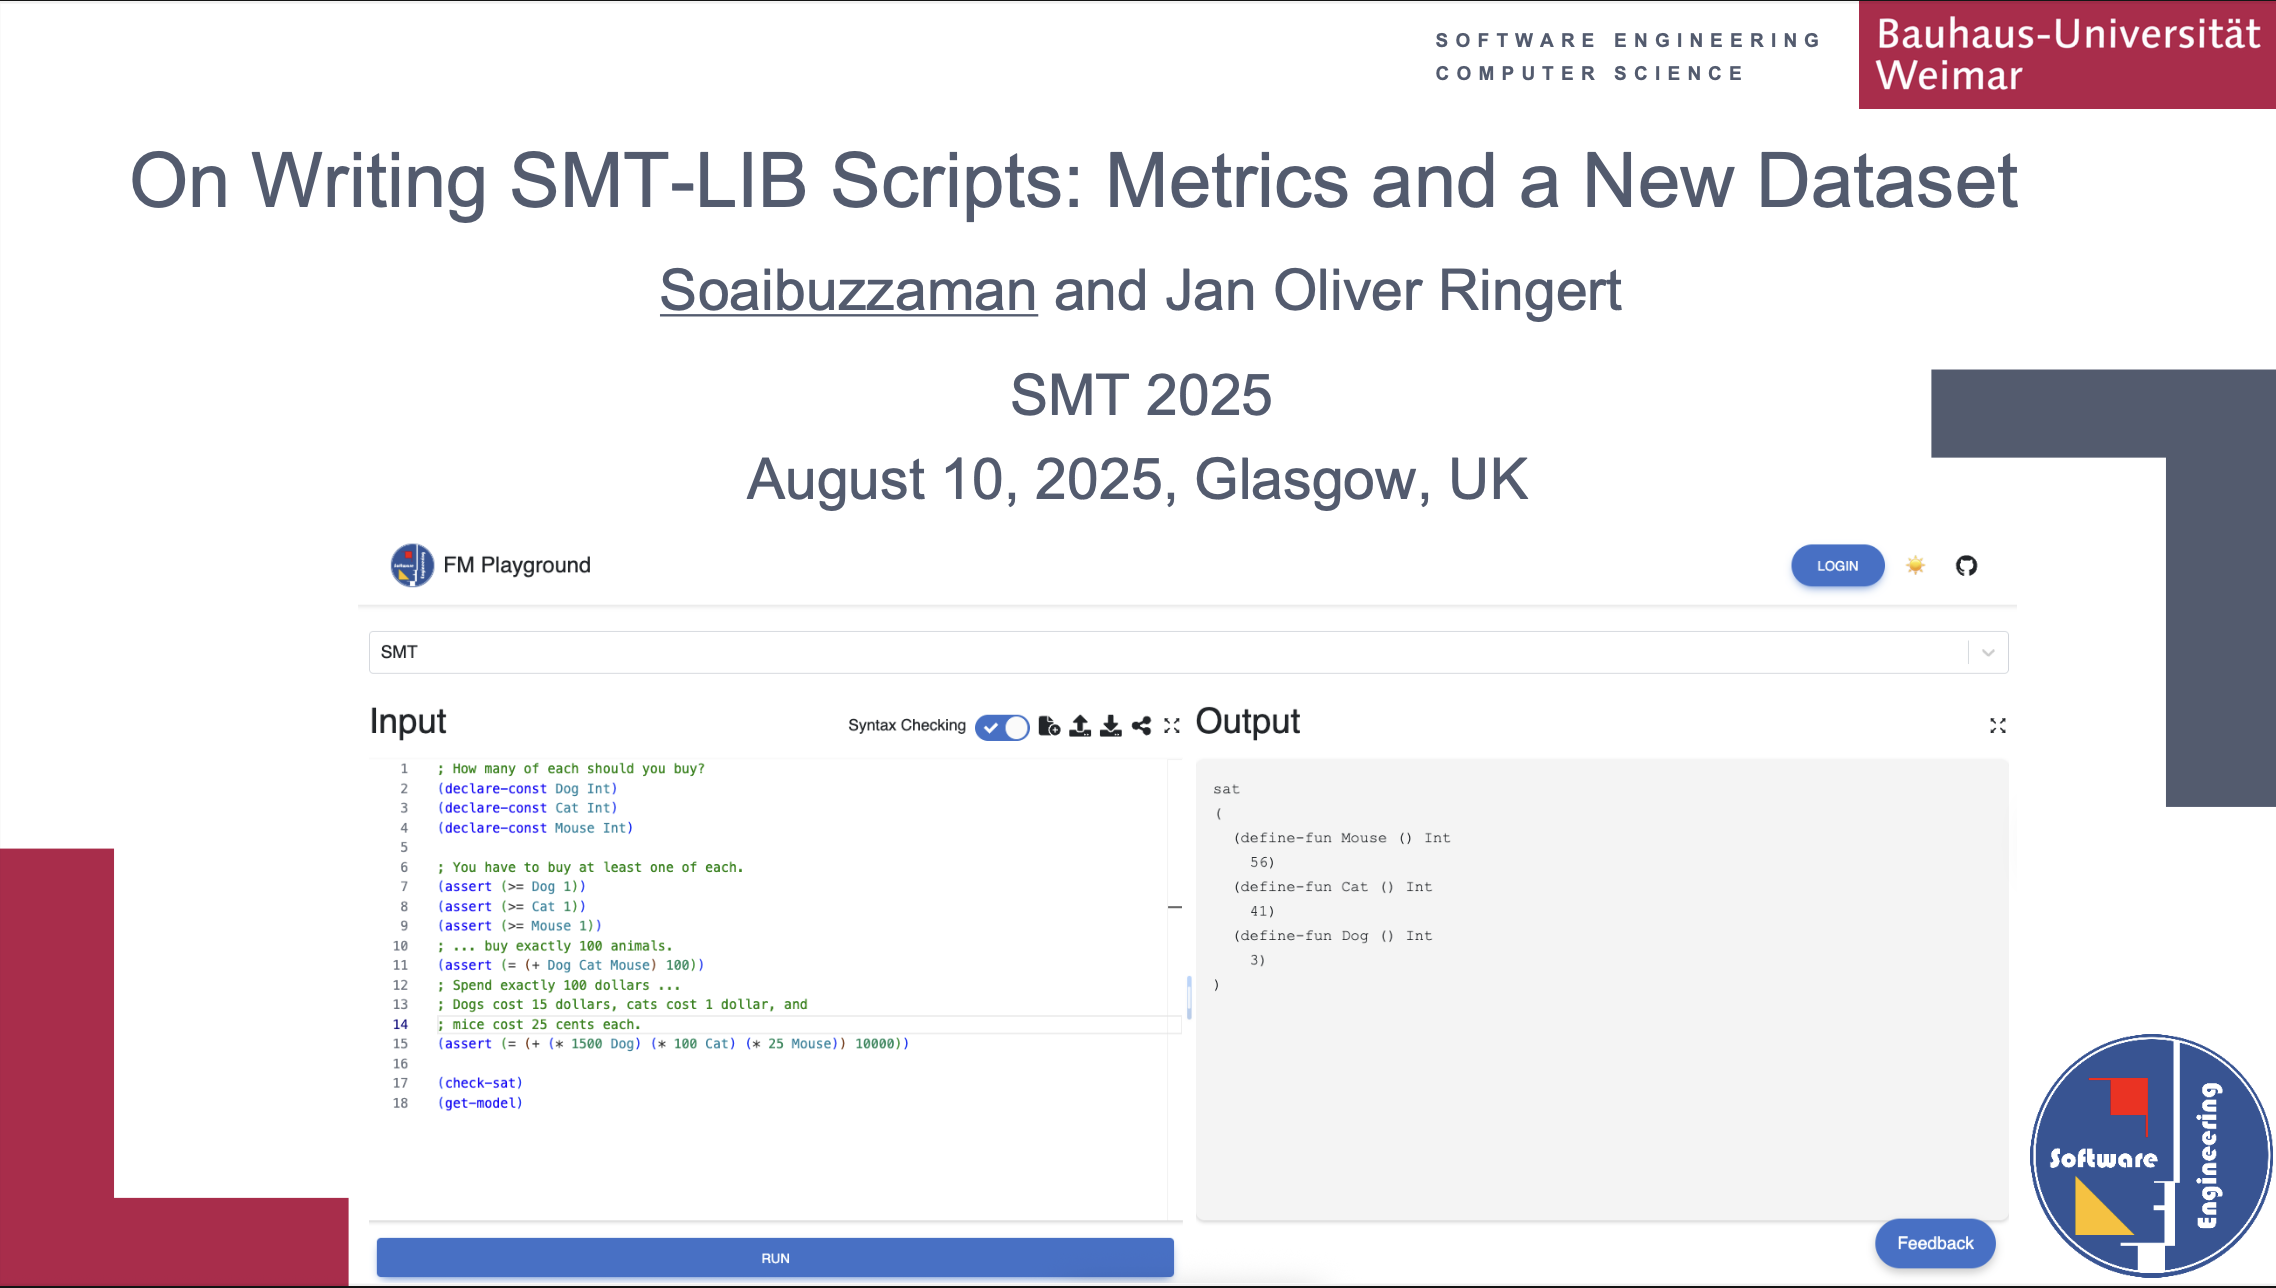 SOFTWARE ENGINEERING
COMPUTER SCIENCE
Bauhaus-Universität
Weimar
On Writing SMT-LIB Scripts: Metrics and a New Dataset
Soaibuzzaman and Jan Oliver Ringert
SMT 2025
August 10, 2025, Glasgow, UK
FM Playground
LOGIN
SMT
Input
Syntax Checking
1 ; How many of each should you buy?
2 (declare-const Dog Int)
3 (declare-const Cat Int)
4 (declare-const Mouse Int)
5
6 ; You have to buy at least one of each.
7 (assert (>= Dog 1))
8 (assert (>= Cat 1))
9 (assert (>= Mouse 1))
10 ; ... buy exactly 100 animals.
11 (assert (= (+ Dog Cat Mouse) 100))
12 ; Spend exactly 100 dollars ...
13 ; Dogs cost 15 dollars, cats cost 1 dollar, and
14 ; mice cost 25 cents each.
15 (assert (= (+ (* 1500 Dog) (* 100 Cat) (* 25 Mouse)) 10000))
16
17 (check-sat)
18 (get-model)
RUN
Output
sat
(
(define-fun Mouse () Int
56)
(define-fun Cat () Int
41)
(define-fun Dog () Int
3)
)
Feedback
Software
Engineering